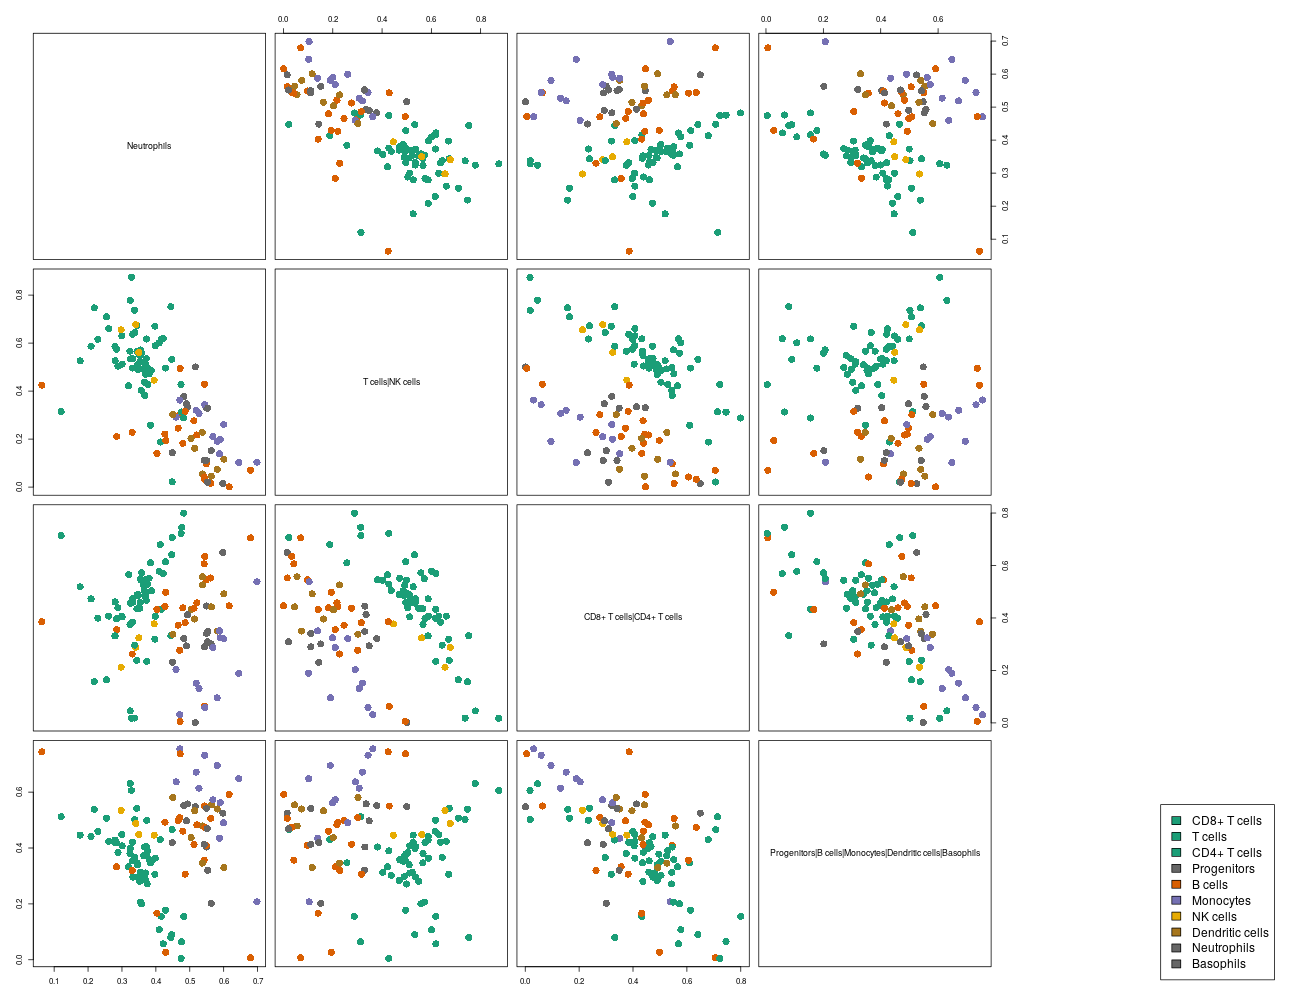 0.0 0.2 0.4 0.6 0.8
0.0 0.2 0.4 0.6
Neutrophils
0.1 0.2 0.3 0.4 0.5 0.6 0.7
0.0 0.2 0.4 0.6 0.8
T cells|NK cells
CD8+ T cells|CD4+ T cells
0.0 0.2 0.4 0.6 0.8
0.0 0.2 0.4 0.6
Progenitors|B cells|Monocytes|Dendritic cells|Basophils
0.1 0.2 0.3 0.4 0.5 0.6 0.7
0.0 0.2 0.4 0.6 0.8
CD8+ T cells
T cells
CD4+ T cells
Progenitors
B cells
Monocytes
NK cells
Dendritic cells
Neutrophils
Basophils